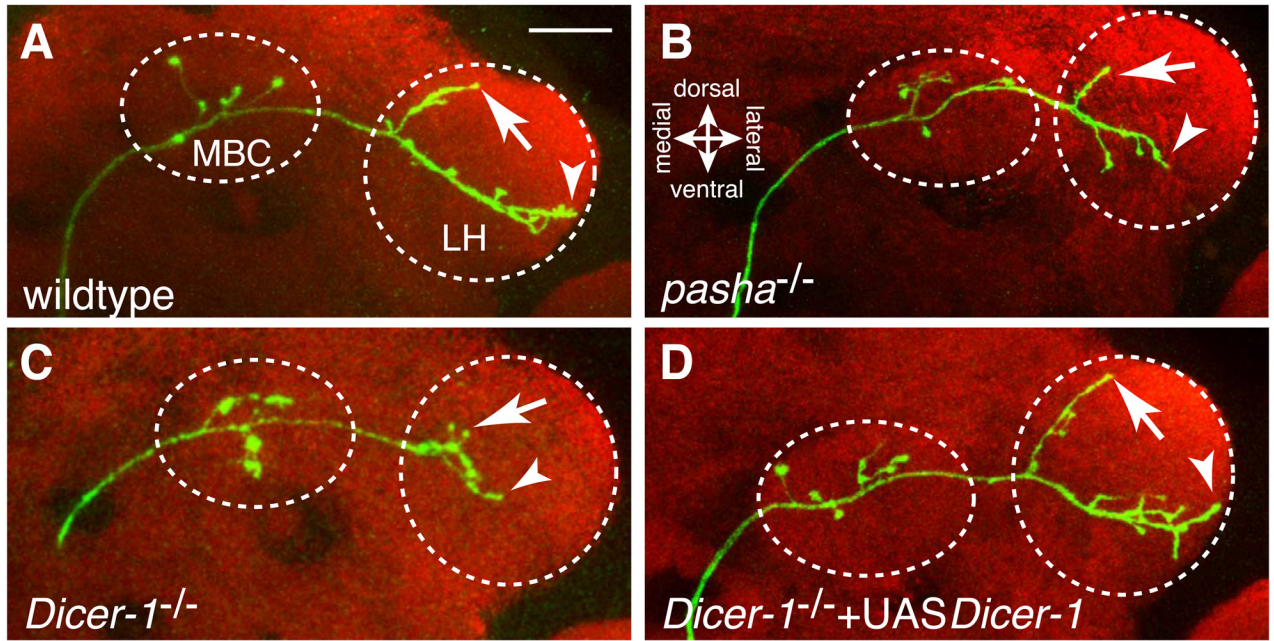 A
MBC
LH
wildtype
B
dorsal
medial
lateral
ventral
pasha-/-
C
Dicer-1-/-
D
Dicer-1-/-+UASDicer-1